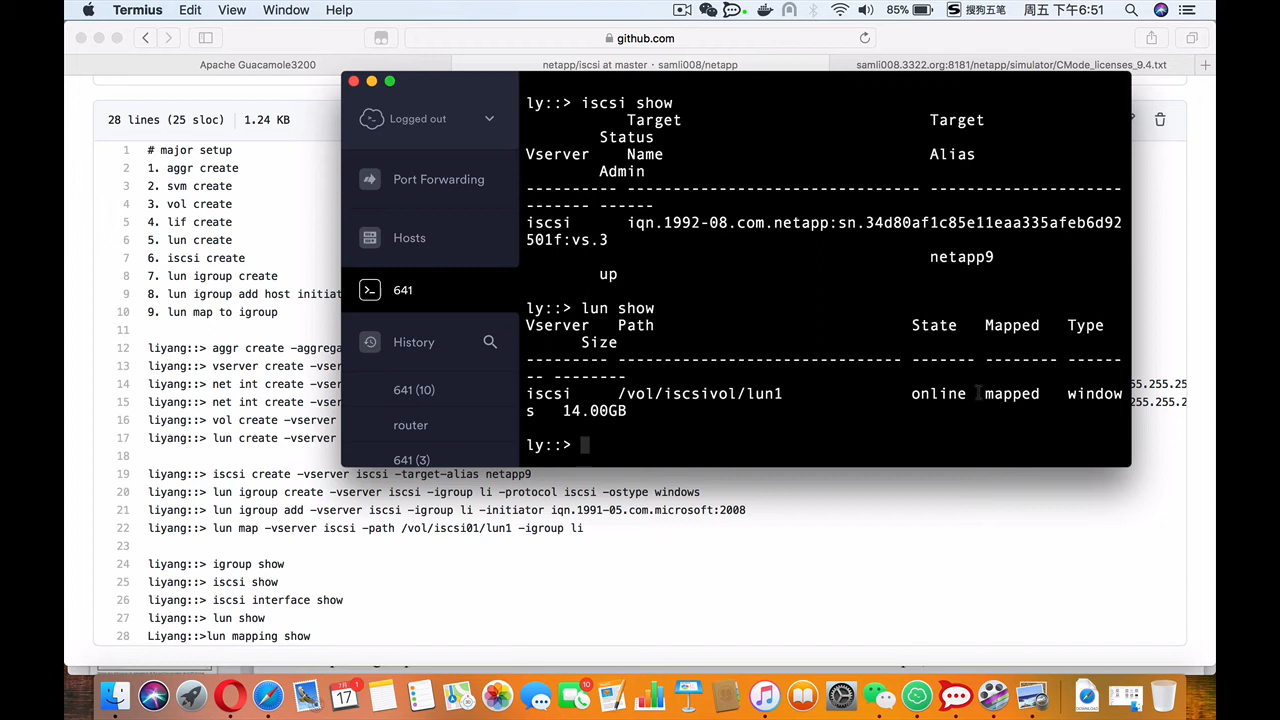 Termius Edit View Window Help 85% 搜狗五笔 周五 下午6:51
github.com
Apache Guacamole3200 netapp/iscsi at master · samli008/netapp samli008.3322.org:8181/netapp/simulator/CMode_licenses_9.4.txt
28 lines (25 sloc) 1.24 KB
1 # major setup
2 1. aggr create
3 2. svm create
4 3. vol create
5 4. lif create
6 5. lun create
7 6. iscsi create
8 7. lun igroup create
9 8. lun igroup add host initiat
10 9. lun map to igroup
11
12 liyang::> aggr create -aggrega
13 liyang::> vserver create -vser
14 liyang::> net int create -vser 255.255.25
15 liyang::> net int create -vser 255.255.2
16 liyang::> vol create -vserver
17 liyang::> lun create -vserver
18
19 liyang::> iscsi create -vserver iscsi -target-alias netapp9
20 liyang::> lun igroup create -vserver iscsi -igroup li -protocol iscsi -ostype windows
21 liyang::> lun igroup add -vserver iscsi -igroup li -initiator iqn.1991-05.com.microsoft:2008
22 liyang::> lun map -vserver iscsi -path /vol/iscsi01/lun1 -igroup li
23
24 liyang::> igroup show
25 liyang::> iscsi show
26 liyang::> iscsi interface show
27 liyang::> lun show
28 Liyang::>lun mapping show
Logged out
Port Forwarding
Hosts
641
History
641 (10)
router
641 (3)
ly::> iscsi show
Target Target
Status
Vserver Name Alias
Admin
---------- -------------------------------- ---------------------
------ ------
iscsi iqn.1992-08.com.netapp:sn.34d80af1c85e11eaa335afeb6d92
501f:vs.3
netapp9
up
ly::> lun show
Vserver Path State Mapped Type
Size
--------- ------------------------------- ------- -------- ------
-- --------
iscsi /vol/iscsivol/lun1 online mapped window
s 14.00GB
ly::>
7月
17
1
10
DOWNLOAD